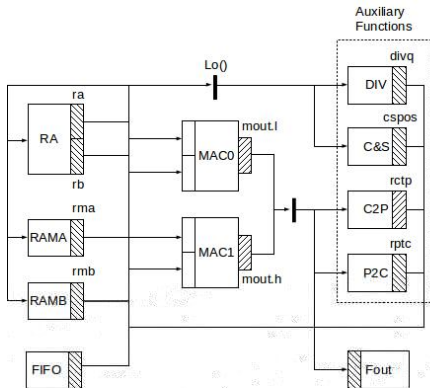 Auxiliary
Functions
Lo()
divq
DIV
ra
RA
rb
mout.l
MAC0
cspos
C&S
rctp
C2P
rma
RAMA
MAC1
mout.h
rptc
P2C
rmb
RAMB
FIFO
Fout